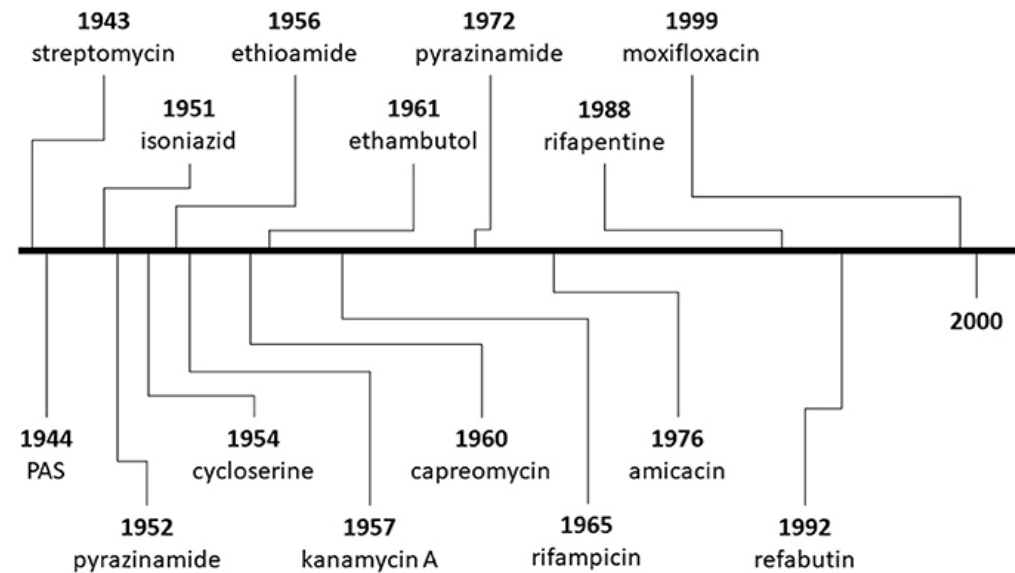 1943
streptomycin
1956
ethioamide
1972
pyrazinamide
1999
moxifloxacin
1951
isoniazid
1961
ethambutol
1988
rifapentine
2000
1944
PAS
1954
cycloserine
1960
capreomycin
1976
amicacin
1952
pyrazinamide
1957
kanamycin A
1965
rifampicin
1992
refabutin